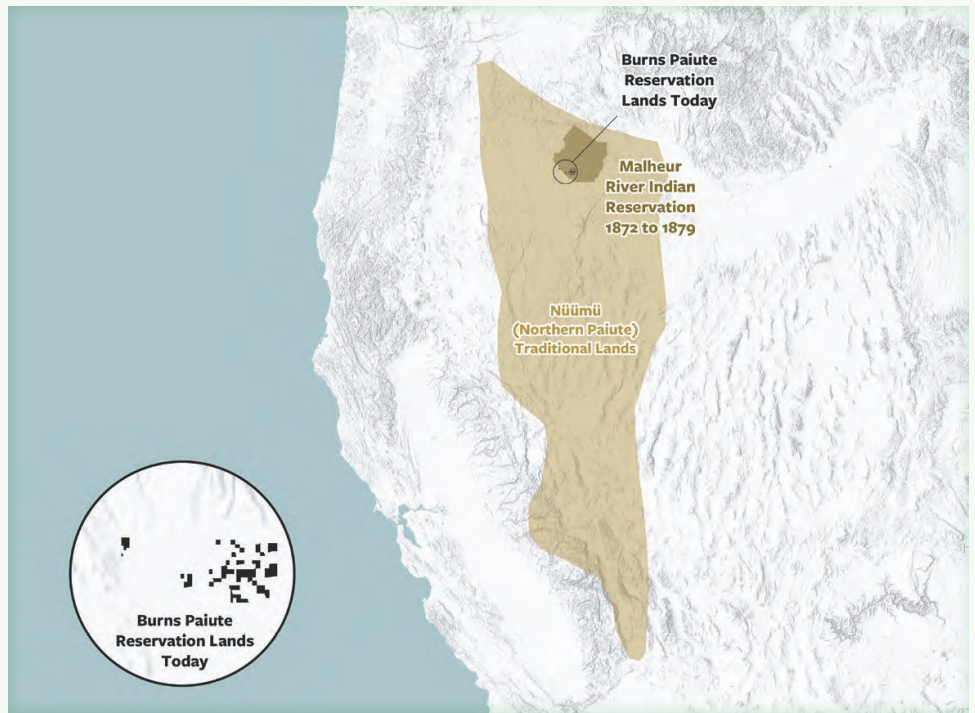 Burns Paiute
Reservation
Lands Today
Malheur
River Indian
Reservation
1872 to 1879
Nüümü
(Northern Paiute)
Traditional Lands
Burns Paiute
Reservation Lands
Today